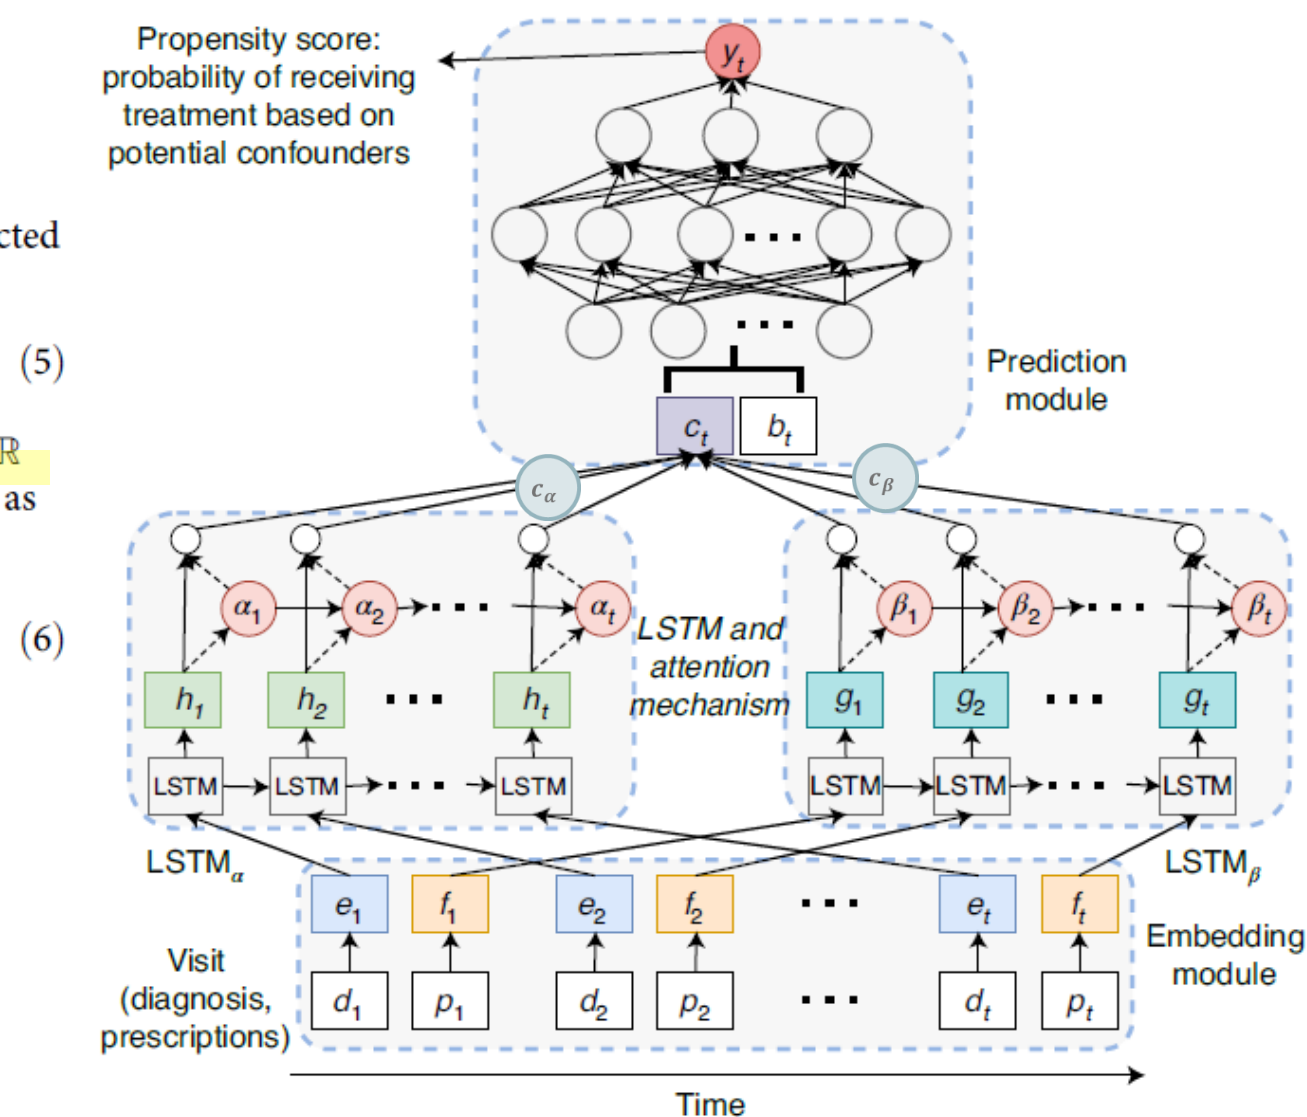 Propensity score:
probability of receiving
treatment based on
potential confounders
y_t
cted
(5)
ℝ
as
(6)
Prediction
module
c_t b_t
c_α c_β
α_1 α_2 α_t
β_1 β_2 β_t
LSTM and
attention
mechanism
h_1 h_2 h_t
g_1 g_2 g_t
LSTM LSTM LSTM
LSTM LSTM LSTM
LSTM_α
LSTM_β
e_1 f_1 e_2 f_2 e_t f_t
Embedding
module
Visit
(diagnosis,
prescriptions)
d_1 p_1 d_2 p_2 d_t p_t
Time